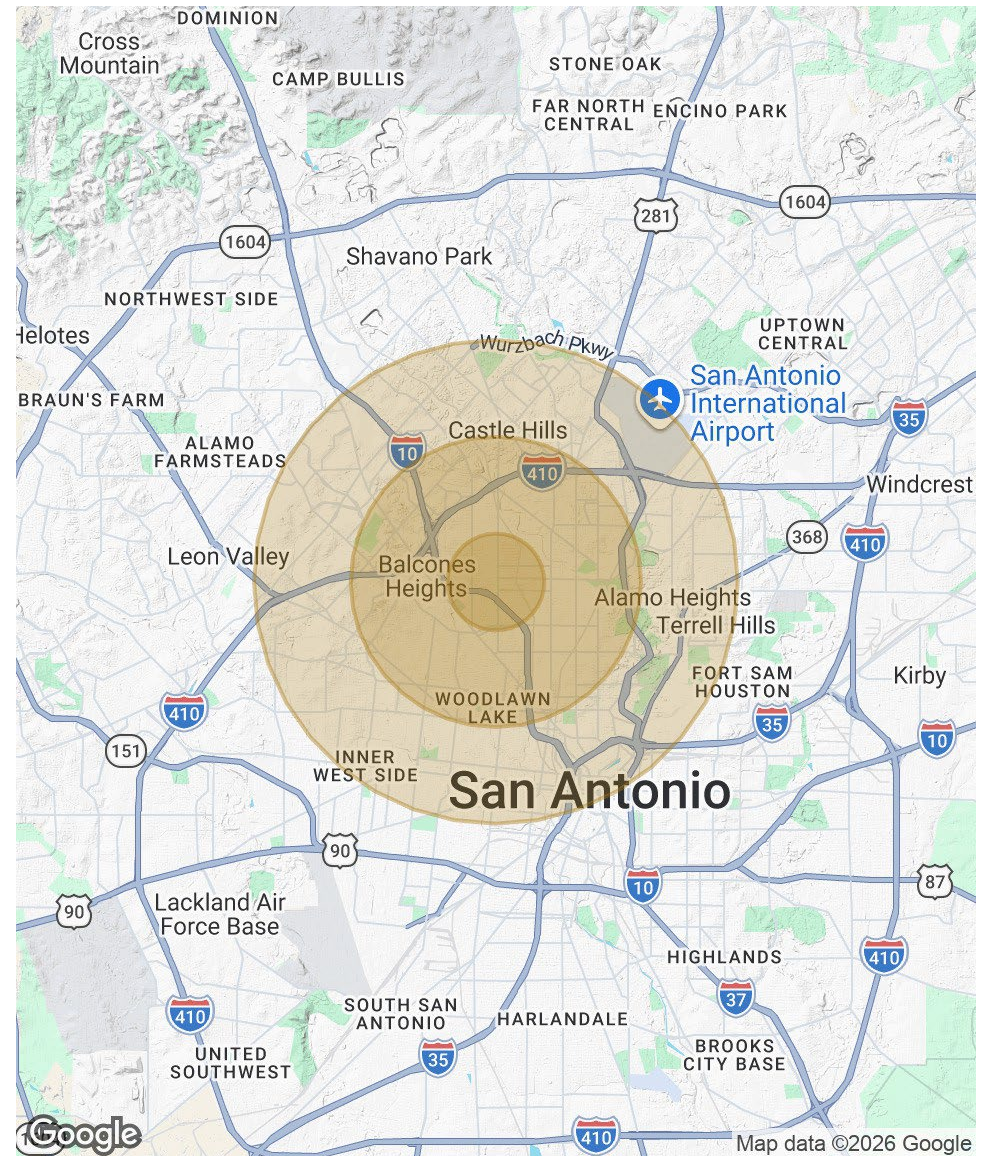 DOMINION
Cross
Mountain
CAMP BULLIS
STONE OAK
FAR NORTH
CENTRAL
ENCINO PARK
1604
281
1604
Shavano Park
NORTHWEST SIDE
Helotes
UPTOWN
CENTRAL
Wurzbach Pkwy
San Antonio
International
Airport
BRAUN'S FARM
35
Castle Hills
ALAMO
FARMSTEADS
10
410
Windcrest
368
410
Leon Valley
Balcones
Heights
Alamo Heights
Terrell Hills
FORT SAM
HOUSTON
Kirby
WOODLAWN
LAKE
410
35
10
151
INNER
WEST SIDE
San Antonio
90
10
87
90
Lackland Air
Force Base
HIGHLANDS
410
37
410
SOUTH SAN
ANTONIO
HARLANDALE
35
BROOKS
CITY BASE
UNITED
SOUTHWEST
Google
410
Map data ©2026 Google